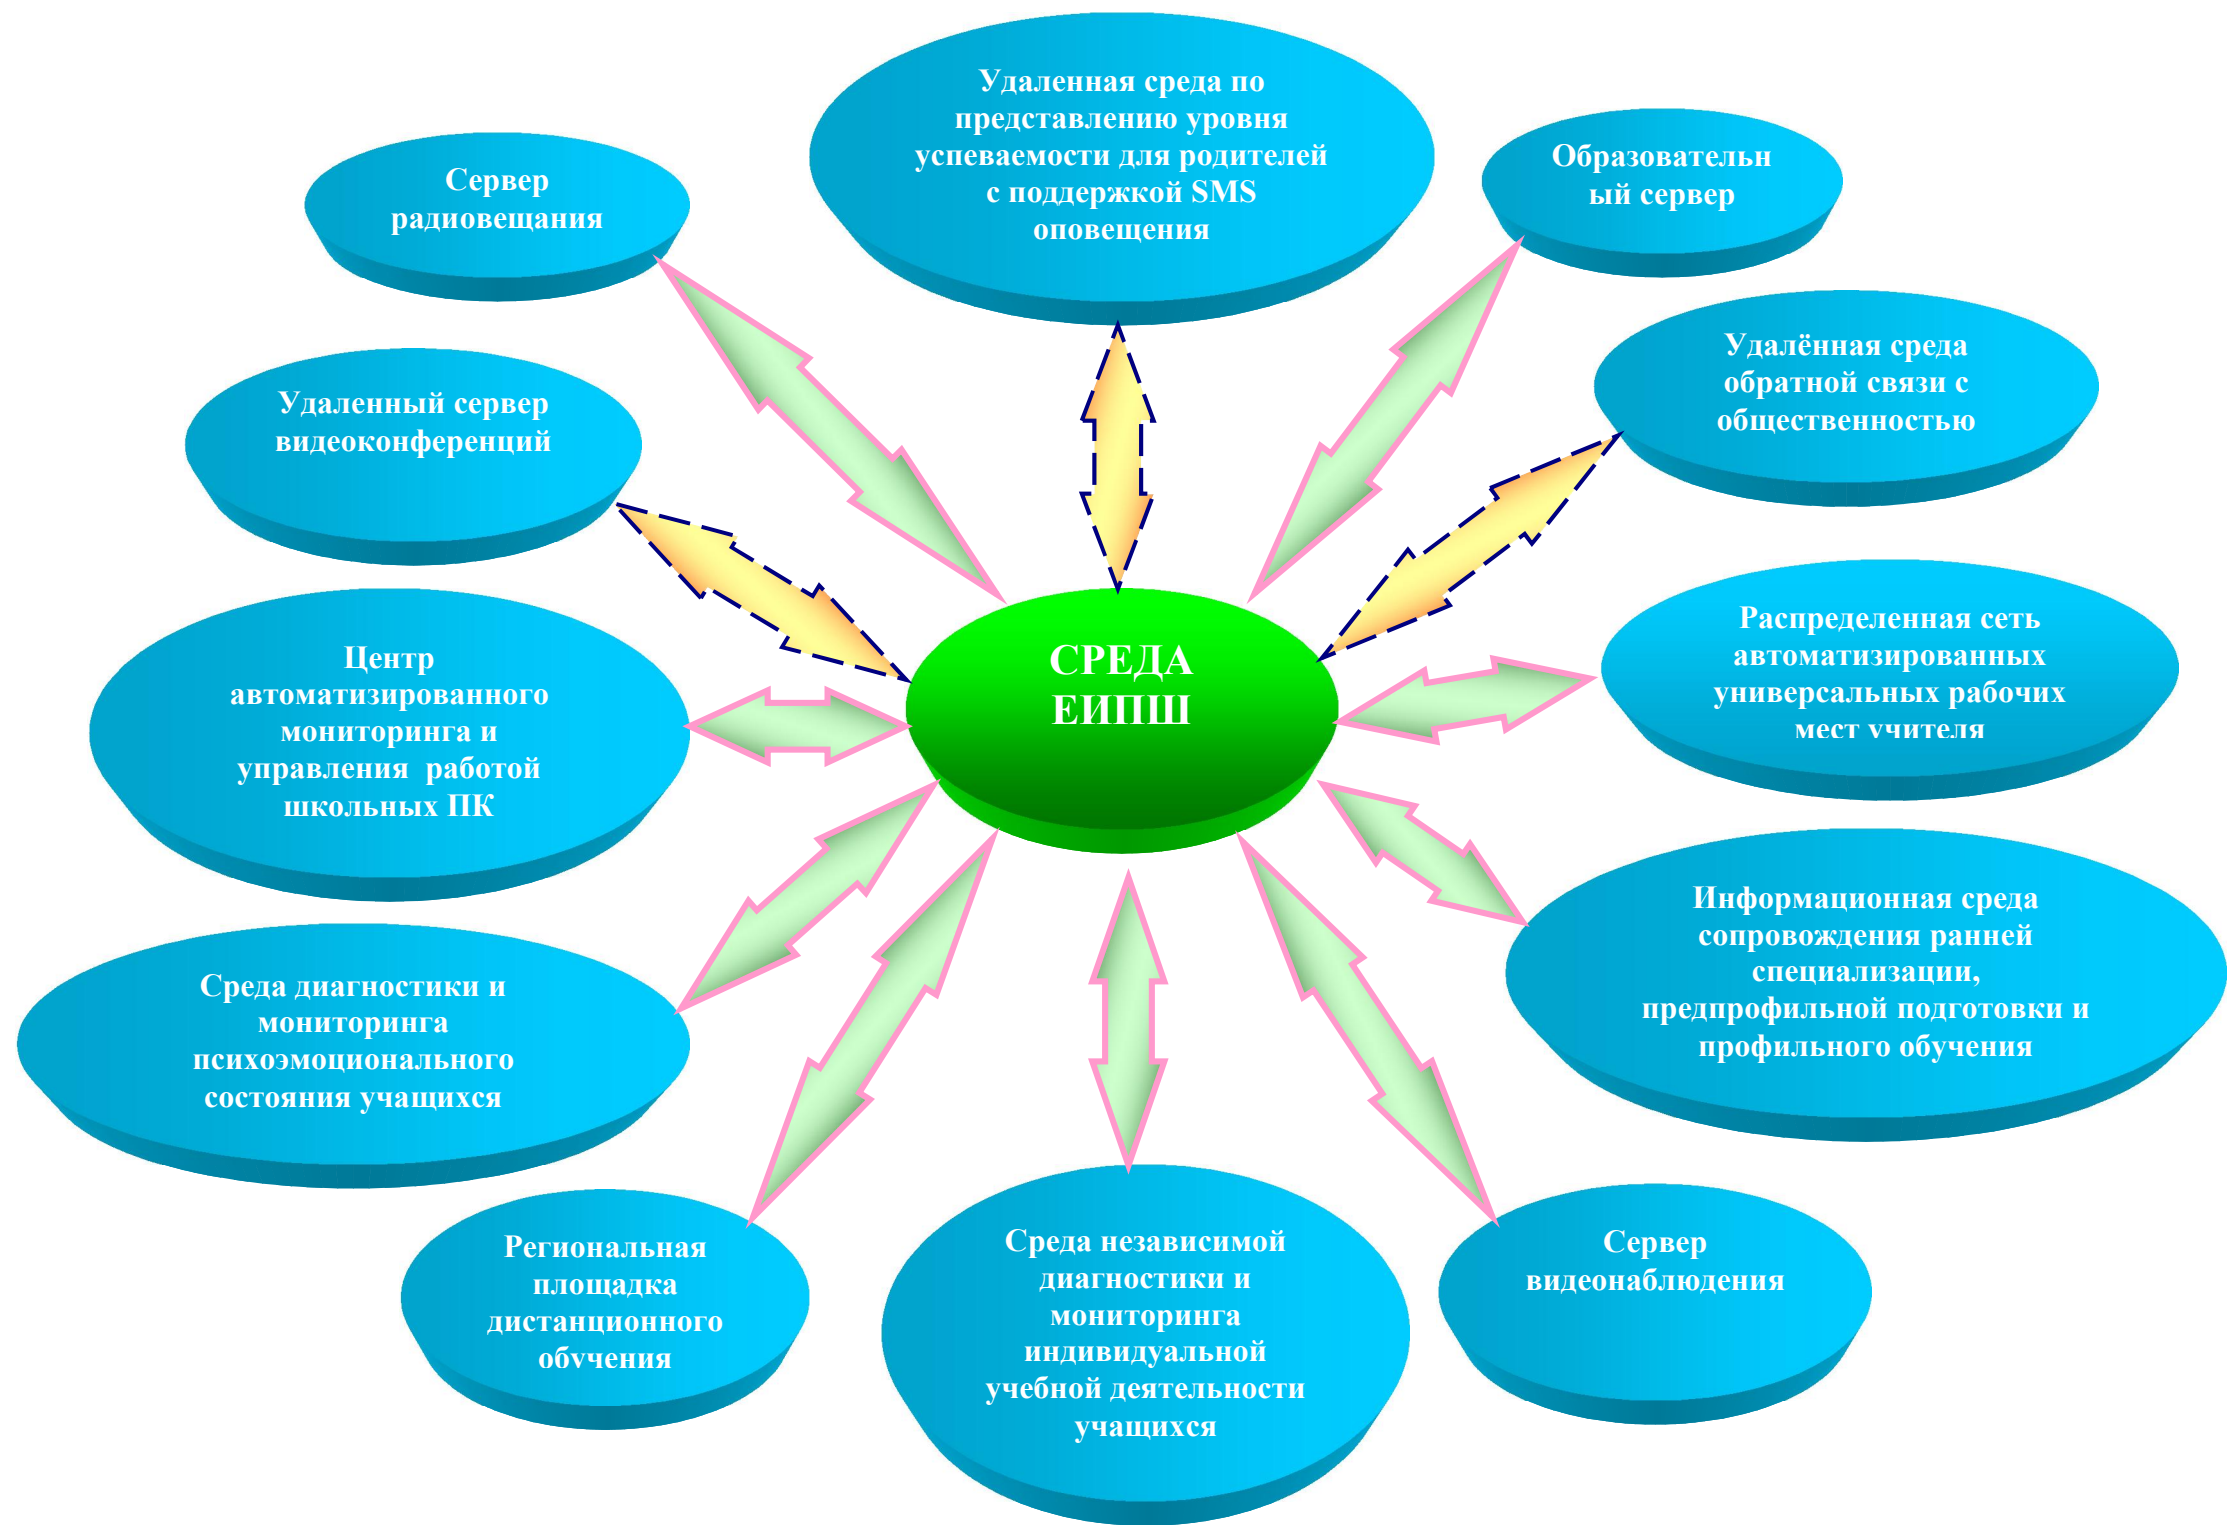 Удаленная среда по
представлению уровня
успеваемости для родителей
с поддержкой SMS
оповещения
Сервер
радиовещания
Образовательн
ый сервер
Удаленный сервер
видеоконференций
Удалённая среда
обратной связи с
общественностью
Центр
автоматизированного
мониторинга и
управления работой
школьных ПК
СРЕДА
ЕИПШ
Распределенная сеть
автоматизированных
универсальных рабочих
мест учителя
Среда диагностики и
мониторинга
психоэмоционального
состояния учащихся
Информационная среда
сопровождения ранней
специализации,
предпрофильной подготовки и
профильного обучения
Региональная
площадка
дистанционного
обучения
Среда независимой
диагностики и
мониторинга
индивидуальной
учебной деятельности
учащихся
Сервер
видеонаблюдения